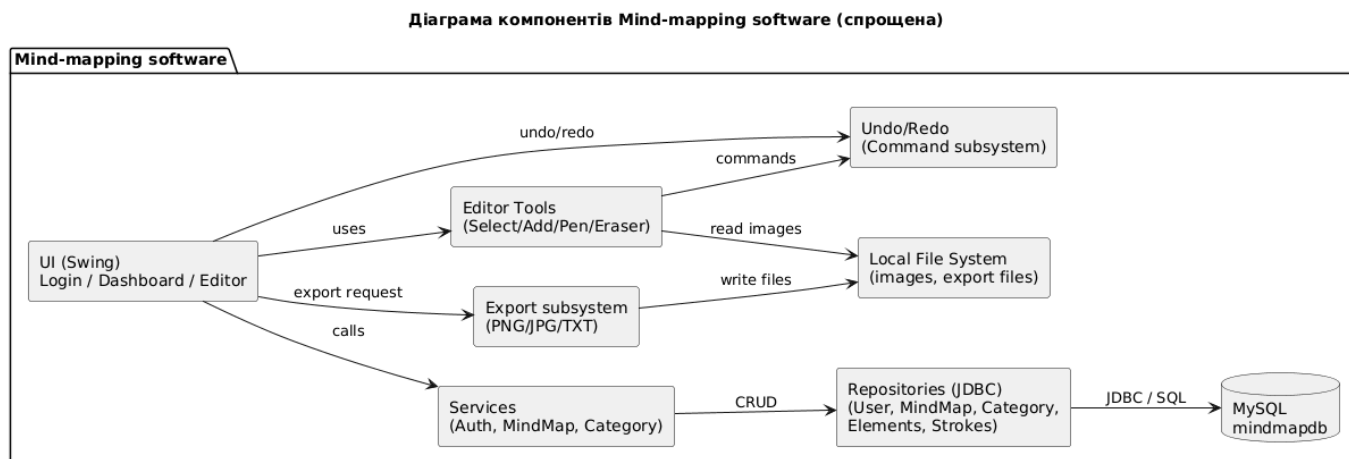 Діаграма компонентів Mind-mapping software (спрощена)
Mind-mapping software
undo/redo
Undo/Redo
(Command subsystem)
commands
Editor Tools
(Select/Add/Pen/Eraser)
uses
read images
UI (Swing)
Login / Dashboard / Editor
Local File System
(images, export files)
export request
write files
Export subsystem
(PNG/JPG/TXT)
calls
Services
(Auth, MindMap, Category)
CRUD
Repositories (JDBC)
(User, MindMap, Category,
Elements, Strokes)
JDBC / SQL
MySQL
mindmapdb